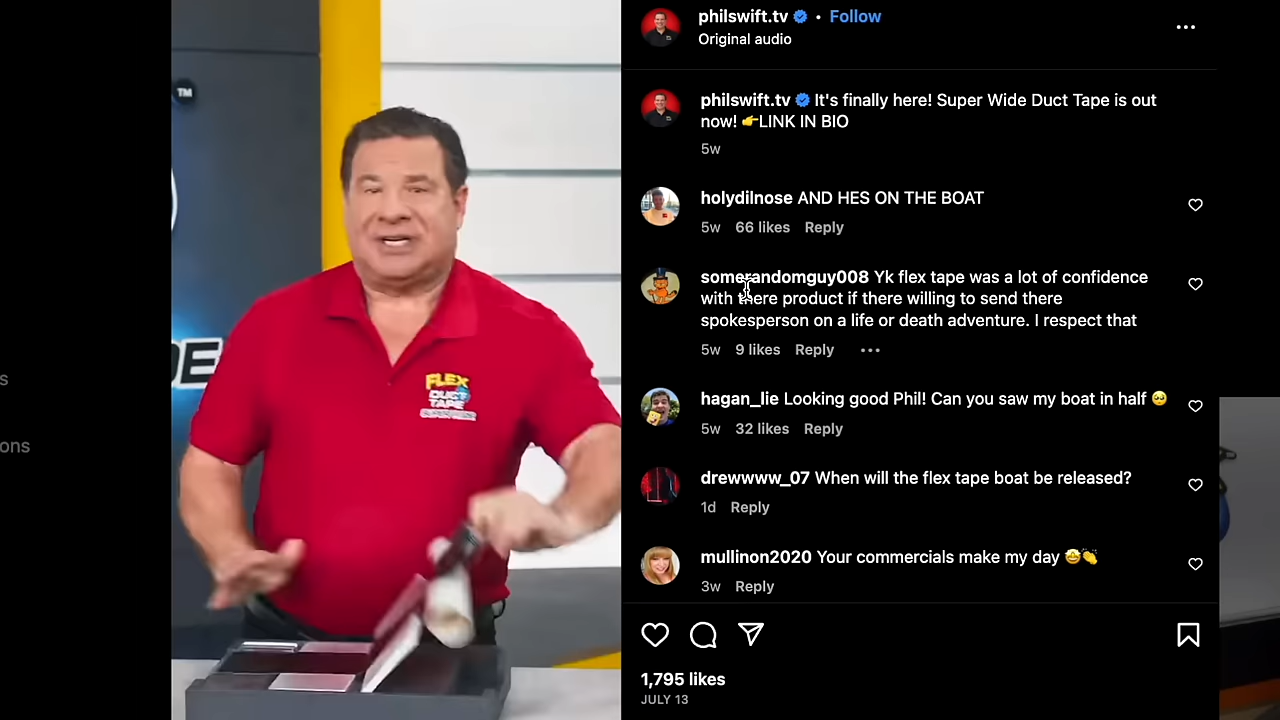 philswift.tv • Follow
Original audio
philswift.tv It's finally here! Super Wide Duct Tape is out
now! 👉LINK IN BIO
5w
holydilnose AND HES ON THE BOAT
5w 66 likes Reply
somerandomguy008 Yk flex tape was a lot of confidence
with there product if there willing to send there
spokesperson on a life or death adventure. I respect that
5w 9 likes Reply •••
hagan_lie Looking good Phil! Can you saw my boat in half 🥺
5w 32 likes Reply
drewwww_07 When will the flex tape boat be released?
1d Reply
mullinon2020 Your commercials make my day 🤩👏
3w Reply
1,795 likes
JULY 13
TM
DE
FLEX
DUCT
TAPE
s
ons